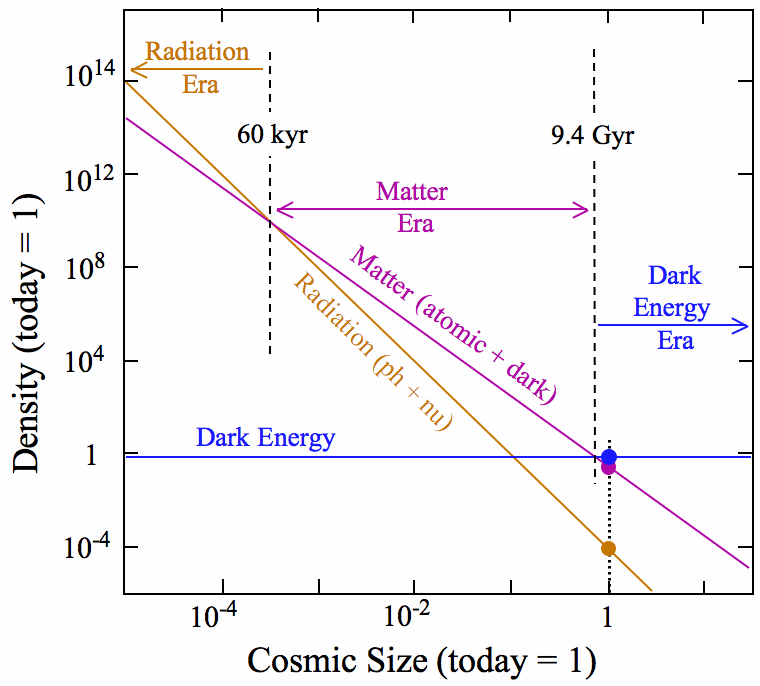 Radiation
Era
60 kyr
9.4 Gyr
Matter
Era
Dark
Energy
Era
Matter (atomic + dark)
Radiation (ph + nu)
Dark Energy
10^14
10^12
10^8
10^4
1
10^-4
Density (today = 1)
10^-4
10^-2
1
Cosmic Size (today = 1)